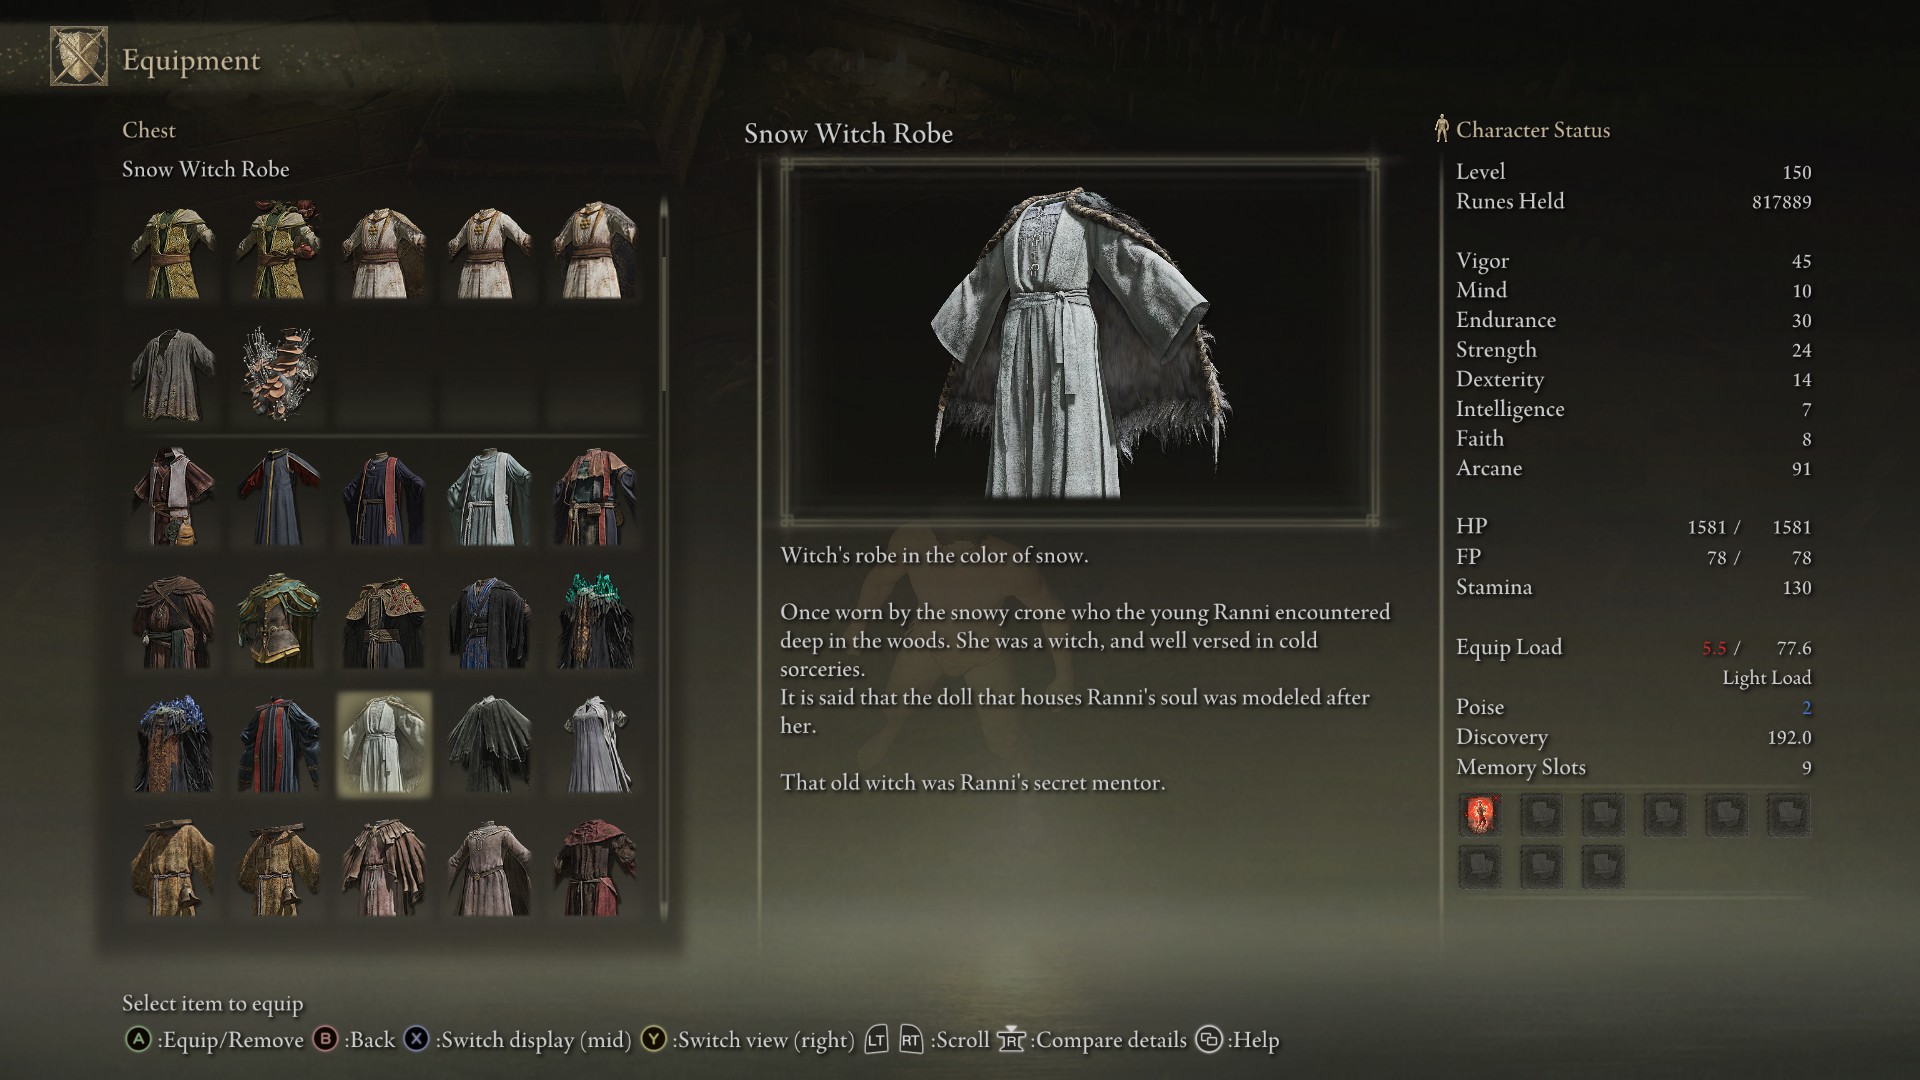 Equipment
Chest
Snow Witch Robe
Snow Witch Robe
Witch's robe in the color of snow.
Once worn by the snowy crone who the young Ranni encountered
deep in the woods. She was a witch, and well versed in cold
sorceries.
It is said that the doll that houses Ranni's soul was modeled after
her.
That old witch was Ranni's secret mentor.
Character Status
Level 150
Runes Held 817889
Vigor 45
Mind 10
Endurance 30
Strength 24
Dexterity 14
Intelligence 7
Faith 8
Arcane 91
HP 1581 / 1581
FP 78 / 78
Stamina 130
Equip Load 5.5 / 77.6
Light Load
Poise 2
Discovery 192.0
Memory Slots 9
Select item to equip
A :Equip/Remove B :Back X :Switch display (mid) Y :Switch view (right) LT RT :Scroll R :Compare details :Help